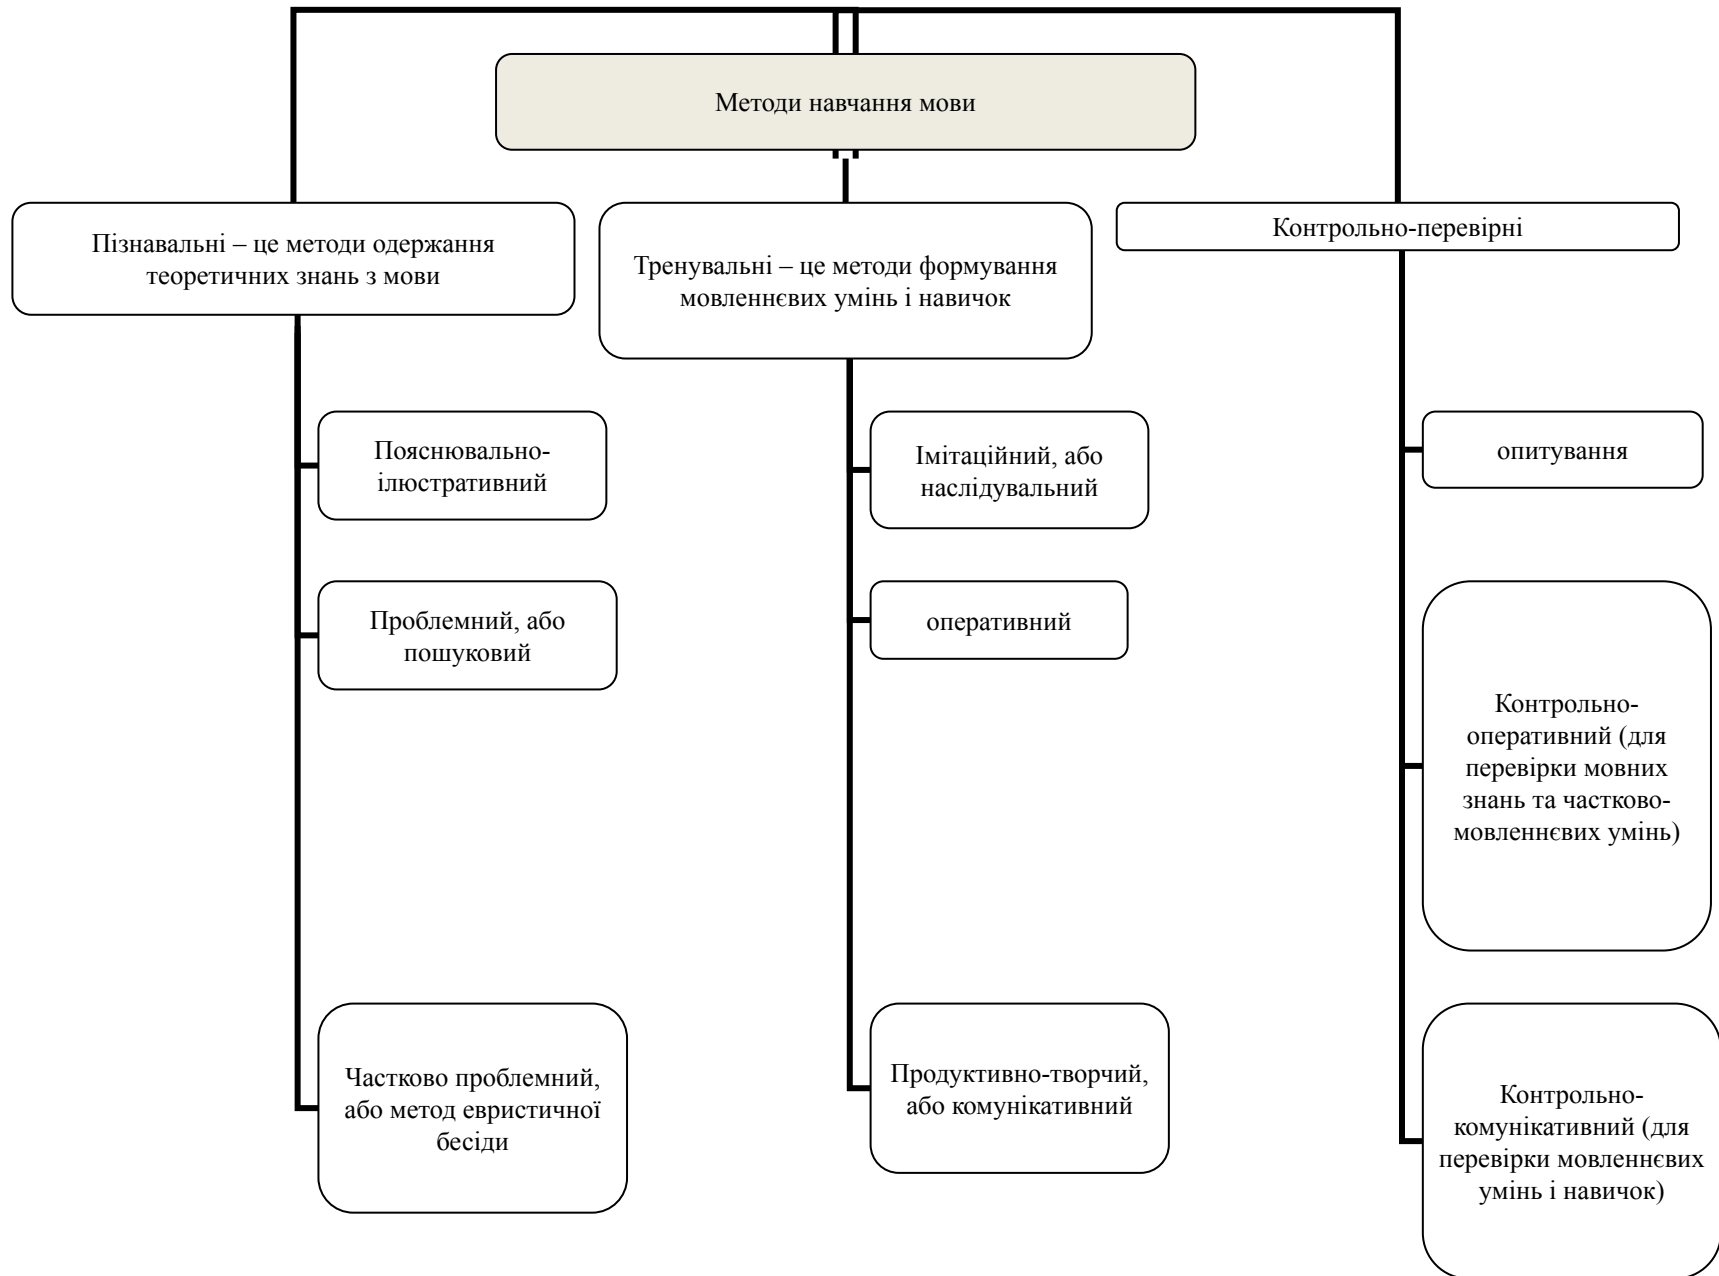 Методи навчання мови
Пізнавальні – це методи одержання
теоретичних знань з мови
Тренувальні – це методи формування
мовленнєвих умінь і навичок
Контрольно-перевірні
Пояснювально-
ілюстративний
Імітаційний, або
наслідувальний
опитування
Проблемний, або
пошуковий
оперативний
Контрольно-
оперативний (для
перевірки мовних
знань та частково-
мовленнєвих умінь)
Частково проблемний,
або метод евристичної
бесіди
Продуктивно-творчий,
або комунікативний
Контрольно-
комунікативний (для
перевірки мовленнєвих
умінь і навичок)